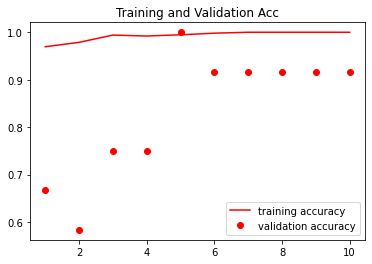 Training and Validation Acc
1.0
0.9
0.8
0.7
0.6
training accuracy
validation accuracy
2 4 6 8 10